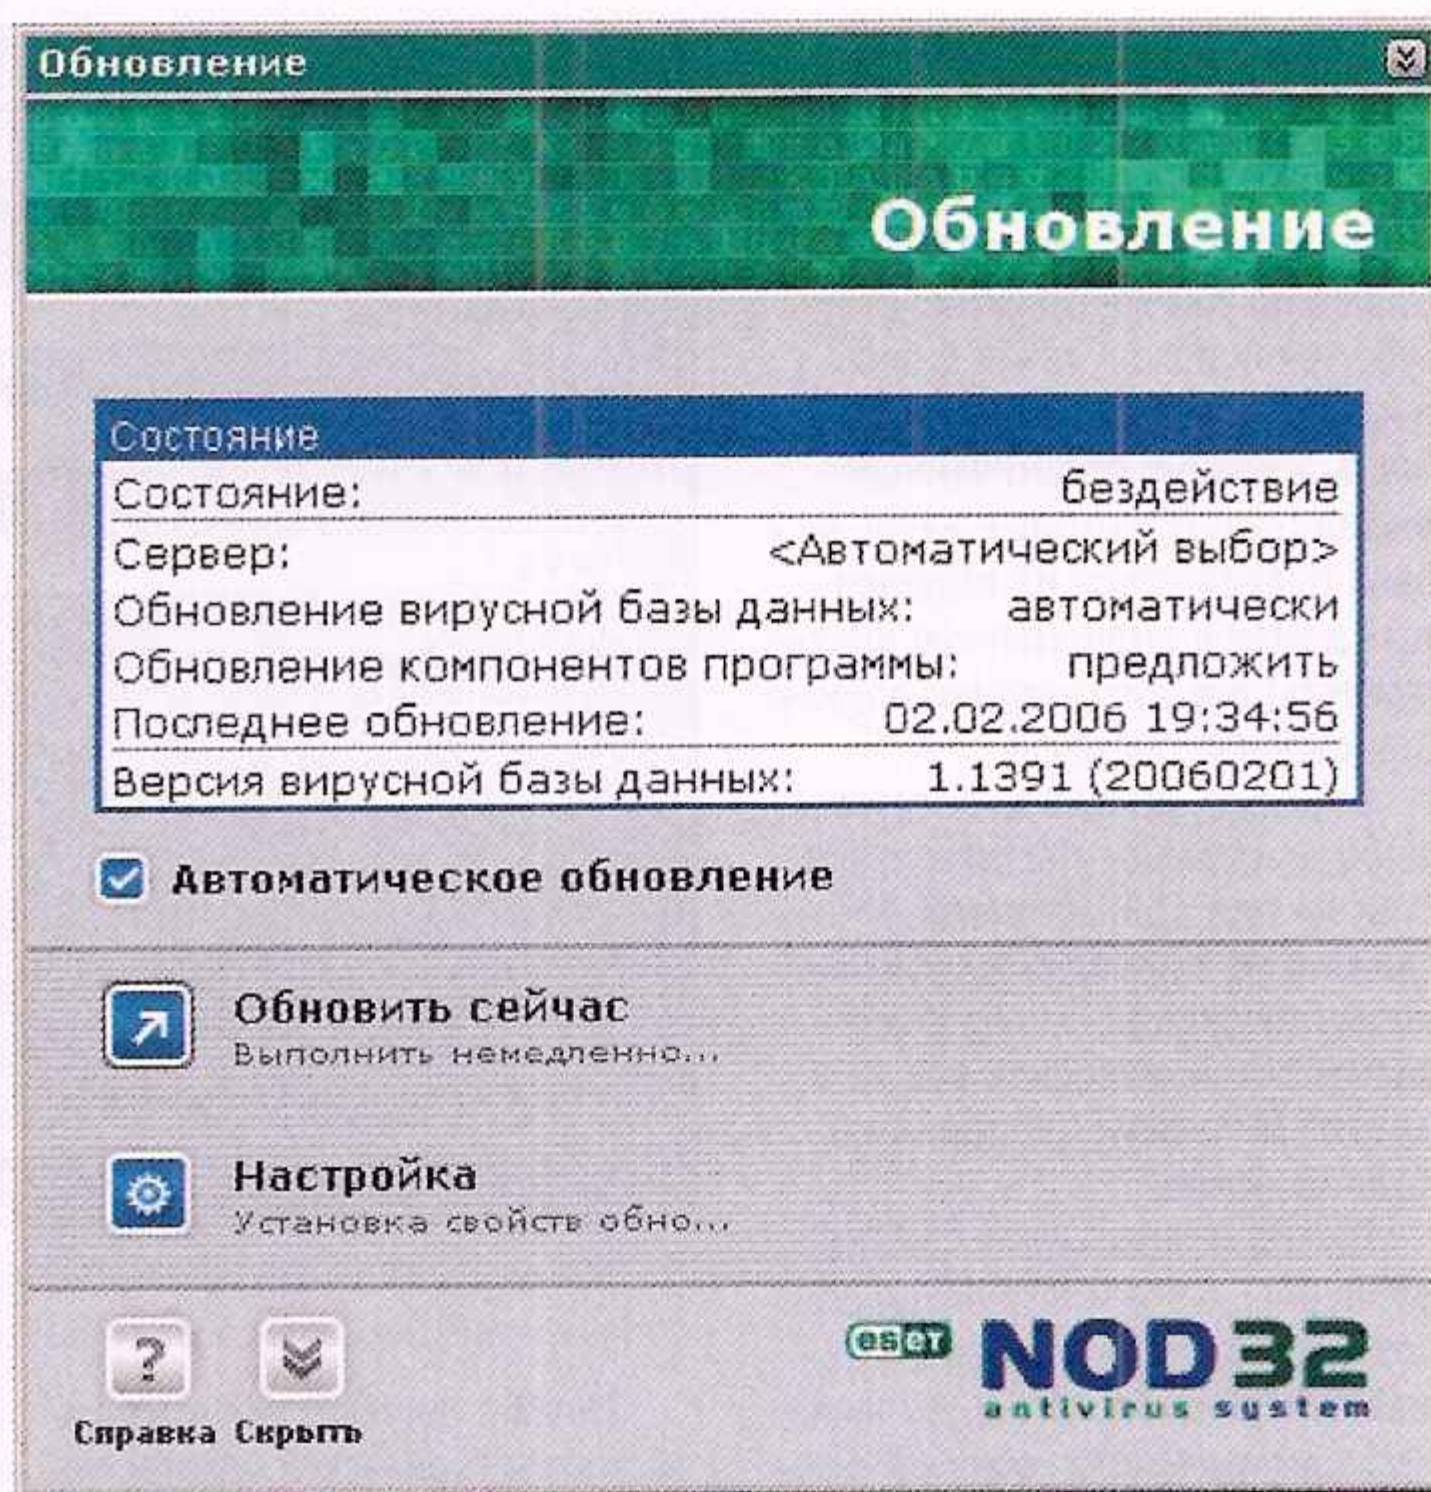 Обновление
Обновление
Состояние
Состояние: бездействие
Сервер: <Автоматический выбор>
Обновление вирусной базы данных: автоматически
Обновление компонентов программы: предложить
Последнее обновление: 02.02.2006 19:34:56
Версия вирусной базы данных: 1.1391 (20060201)
Автоматическое обновление
Обновить сейчас
Выполнить немедленно...
Настройка
Установка свойств обно...
?
eset NOD32
antivirus system
Справка Скрыть